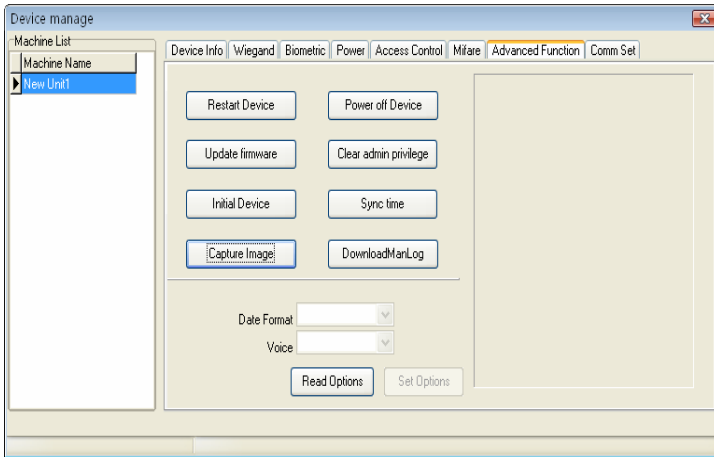 Device manage
Machine List
Machine Name
New Unit1
Device Info Wiegand Biometric Power Access Control Mifare Advanced Function Comm Set
Restart Device Power off Device
Update firmware Clear admin privilege
Initial Device Sync time
Capture Image DownloadManLog
Date Format
Voice
Read Options Set Options